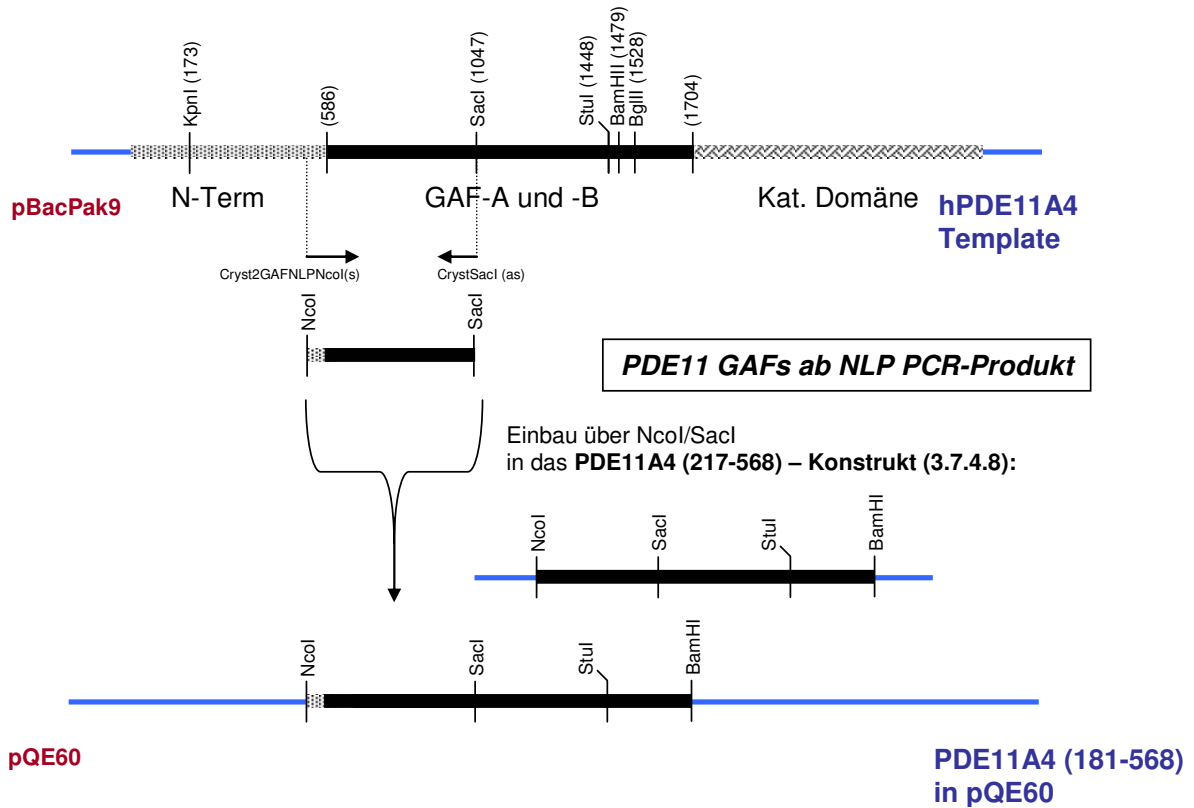 KpnI (173)
(586)
SacI (1047)
StuI (1448)
BamHII (1479)
BglII (1528)
(1704)
pBacPak9
N-Term
GAF-A und -B
Kat. Domäne
hPDE11A4
Template
Cryst2GAFNLPNcoI(s)
CrystSacI (as)
NcoI
SacI
PDE11 GAFs ab NLP PCR-Produkt
Einbau über NcoI/SacI
in das PDE11A4 (217-568) – Konstrukt (3.7.4.8):
NcoI
SacI
StuI
BamHI
NcoI
SacI
StuI
BamHI
pQE60
PDE11A4 (181-568)
in pQE60